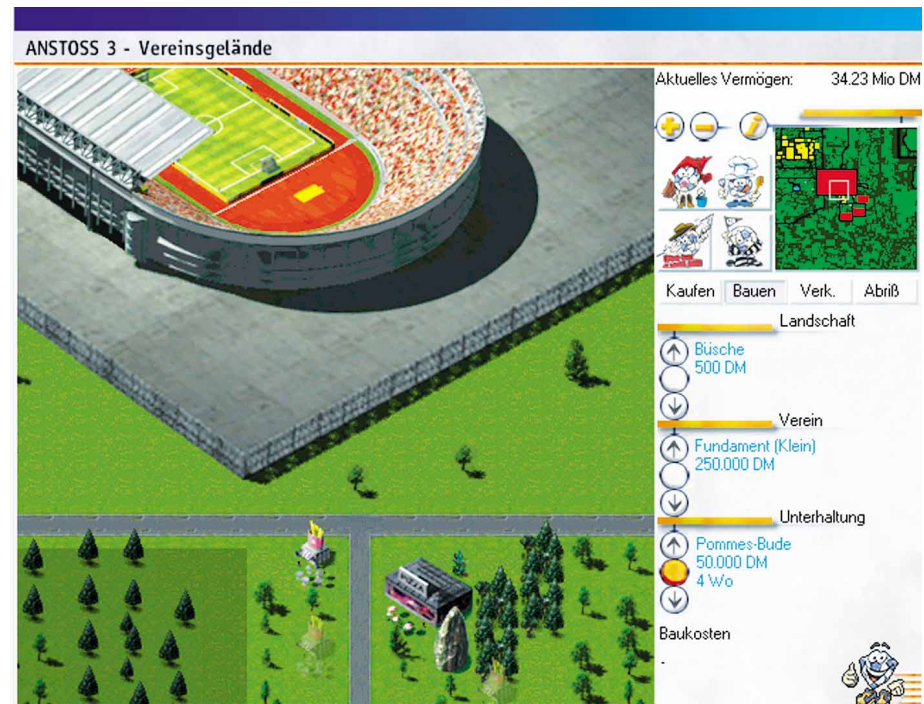 ANSTOSS 3 - Vereinsgelände
Aktuelles Vermögen: 34.23 Mio DM
Kaufen Bauen Verk. Abriß
Landschaft
Büsche
500 DM
Verein
Fundament (Klein)
250.000 DM
Unterhaltung
Pommes-Bude
50.000 DM
4 Wo
PIZZA
Baukosten
-